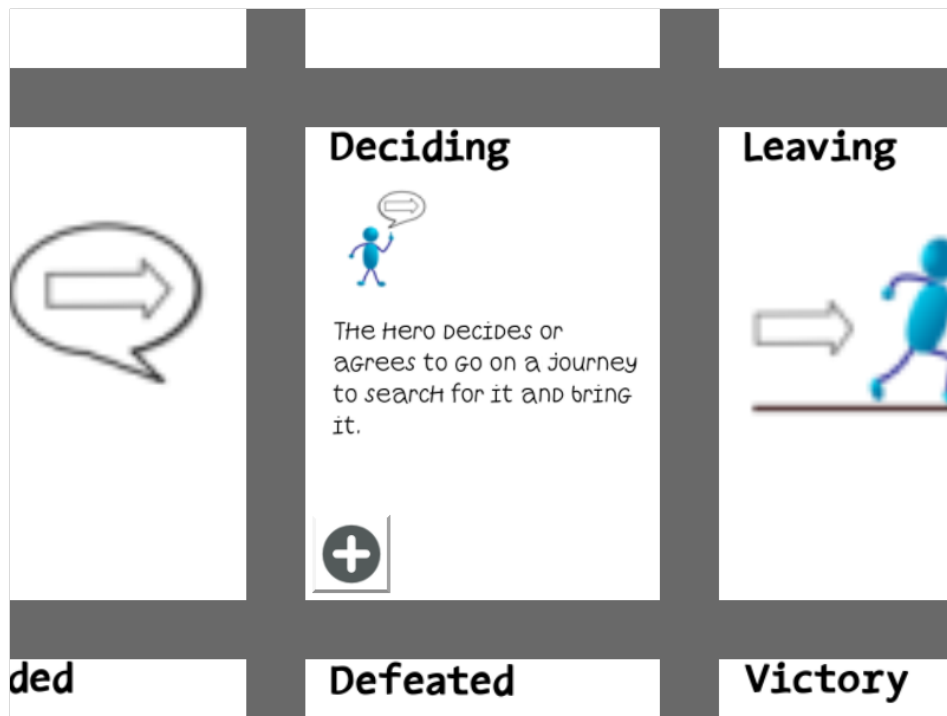 Deciding
Leaving
The Hero Decides or
agrees to go on a journey
to search for it and bring
it.
ded
Defeated
Victory